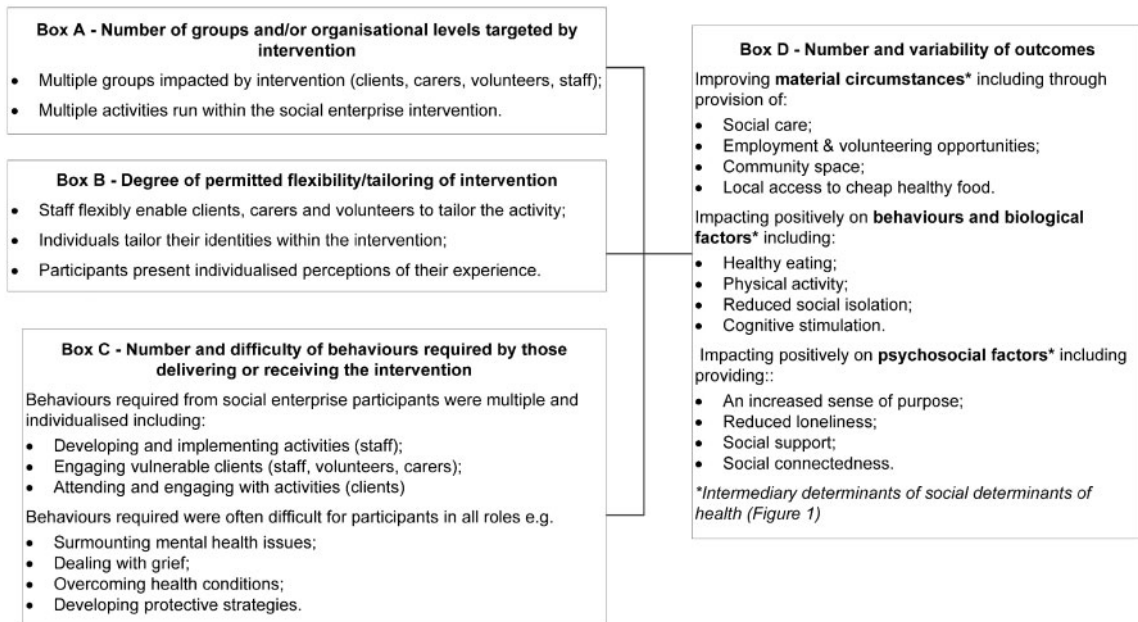 Box A - Number of groups and/or organisational levels targeted by
intervention
• Multiple groups impacted by intervention (clients, carers, volunteers, staff);
• Multiple activities run within the social enterprise intervention.
Box B - Degree of permitted flexibility/tailoring of intervention
• Staff flexibly enable clients, carers and volunteers to tailor the activity;
• Individuals tailor their identities within the intervention;
• Participants present individualised perceptions of their experience.
Box C - Number and difficulty of behaviours required by those
delivering or receiving the intervention
Behaviours required from social enterprise participants were multiple and
individualised including:
• Developing and implementing activities (staff);
• Engaging vulnerable clients (staff, volunteers, carers);
• Attending and engaging with activities (clients)
Behaviours required were often difficult for participants in all roles e.g.
• Surmounting mental health issues;
• Dealing with grief;
• Overcoming health conditions;
• Developing protective strategies.
Box D - Number and variability of outcomes
Improving material circumstances* including through
provision of:
• Social care;
• Employment & volunteering opportunities;
• Community space;
• Local access to cheap healthy food.
Impacting positively on behaviours and biological
factors* including:
• Healthy eating;
• Physical activity;
• Reduced social isolation;
• Cognitive stimulation.
Impacting positively on psychosocial factors* including
providing::
• An increased sense of purpose;
• Reduced loneliness;
• Social support;
• Social connectedness.
*Intermediary determinants of social determinants of
health (Figure 1)